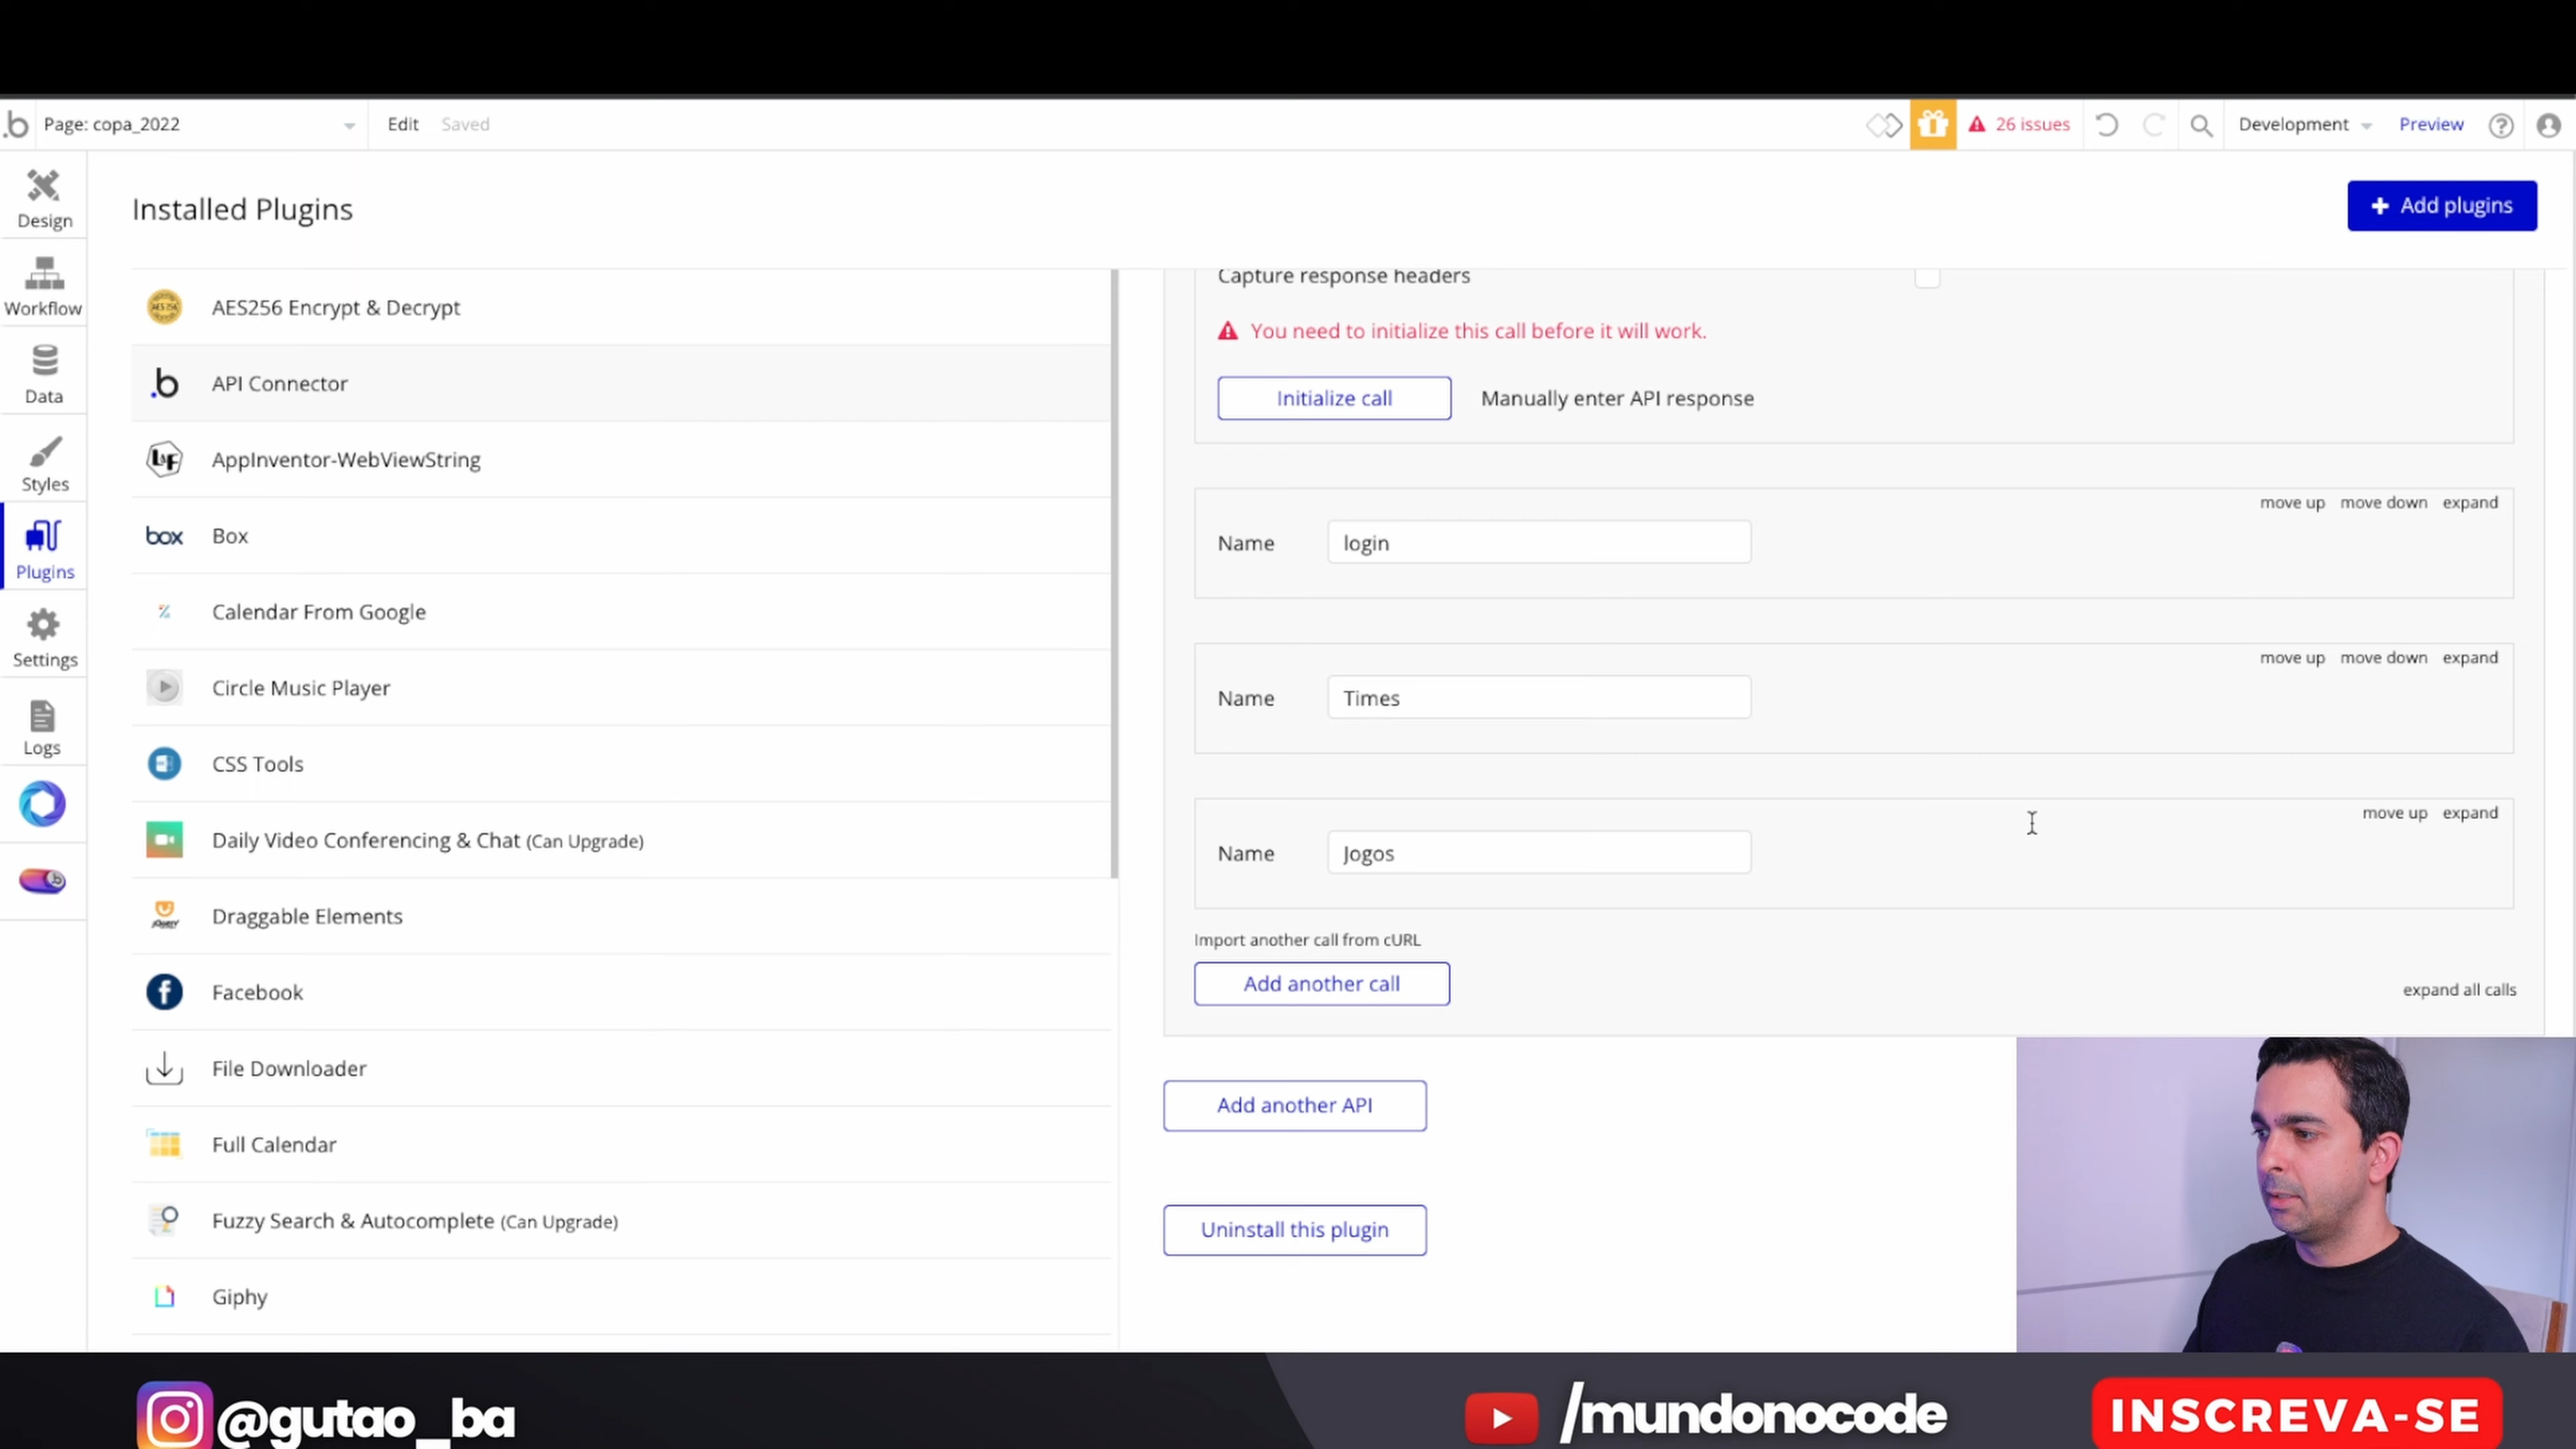 .b
Page: copa_2022
Edit
Saved
26 issues
Development
Preview
?
Design
Workflow
Data
Styles
Plugins
Settings
Logs
Installed Plugins
+ Add plugins
AES256 Encrypt & Decrypt
API Connector
AppInventor-WebViewString
box
Box
Calendar From Google
Circle Music Player
CSS Tools
Daily Video Conferencing & Chat (Can Upgrade)
Draggable Elements
Facebook
File Downloader
Full Calendar
Fuzzy Search & Autocomplete (Can Upgrade)
Giphy
Capture response headers
You need to initialize this call before it will work.
Initialize call
Manually enter API response
move up move down expand
Name login
move up move down expand
Name Times
move up expand
Name Jogos
Import another call from cURL
Add another call
expand all calls
Add another API
Uninstall this plugin
@gutao_ba
/mundonocode
INSCREVA-SE